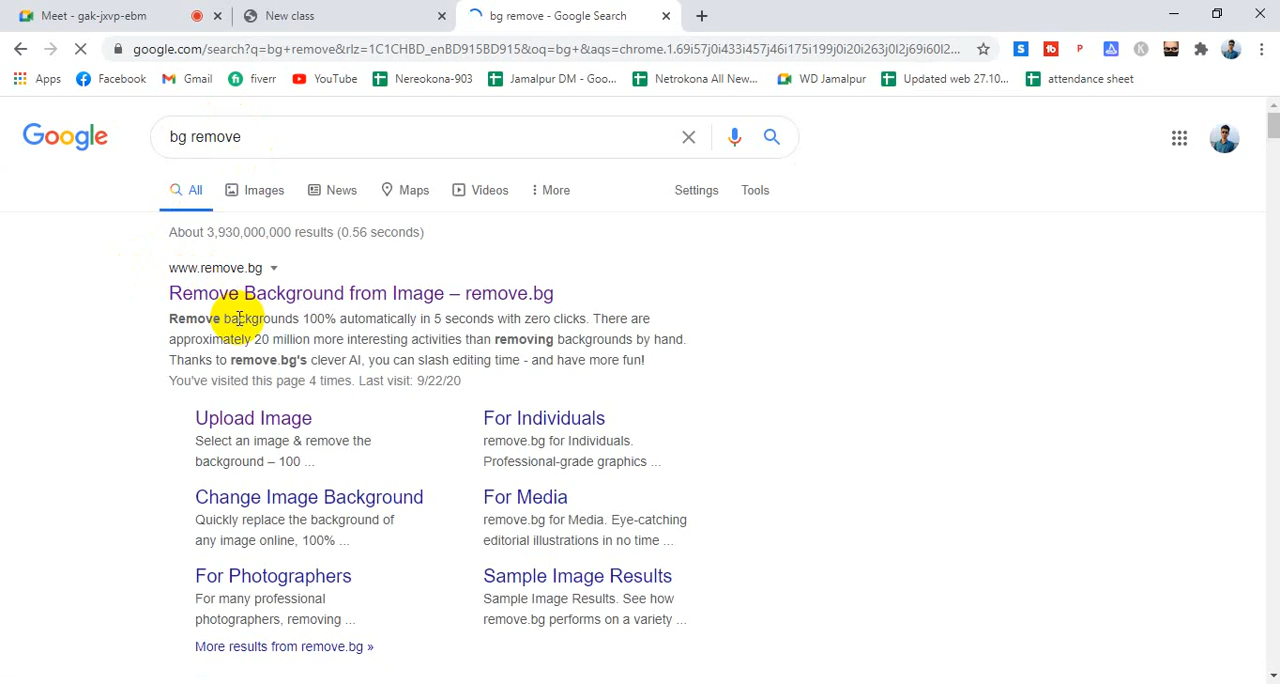 Meet - gak-jxvp-ebm
New class
bg remove - Google Search
google.com/search?q=bg+remove&rlz=1C1CHBD_enBD915BD915&oq=bg+&aqs=chrome.1.69i57j0i433i457j46i175i199j0i20i263j0l2j69i60l2...
Apps
Facebook
Gmail
fiverr
YouTube
Nereokona-303
Jamalpur DM - Goo...
Netrokona All New...
WD Jamalpur
Updated web 27.10...
attendance sheet
Google
bg remove
All
Images
News
Maps
Videos
More
Settings
Tools
About 3,930,000,000 results (0.56 seconds)
www.remove.bg
Remove Background from Image – remove.bg
Remove backgrounds 100% automatically in 5 seconds with zero clicks. There are
approximately 20 million more interesting activities than removing backgrounds by hand.
Thanks to remove.bg's clever AI, you can slash editing time - and have more fun!
You've visited this page 4 times. Last visit: 9/22/20
Upload Image
Select an image & remove the
background – 100 ...
For Individuals
remove.bg for Individuals.
Professional-grade graphics ...
Change Image Background
Quickly replace the background of
any image online, 100% ...
For Media
remove.bg for Media. Eye-catching
editorial illustrations in no time ...
For Photographers
For many professional
photographers, removing ...
Sample Image Results
Sample Image Results. See how
remove.bg performs on a variety ...
More results from remove.bg »